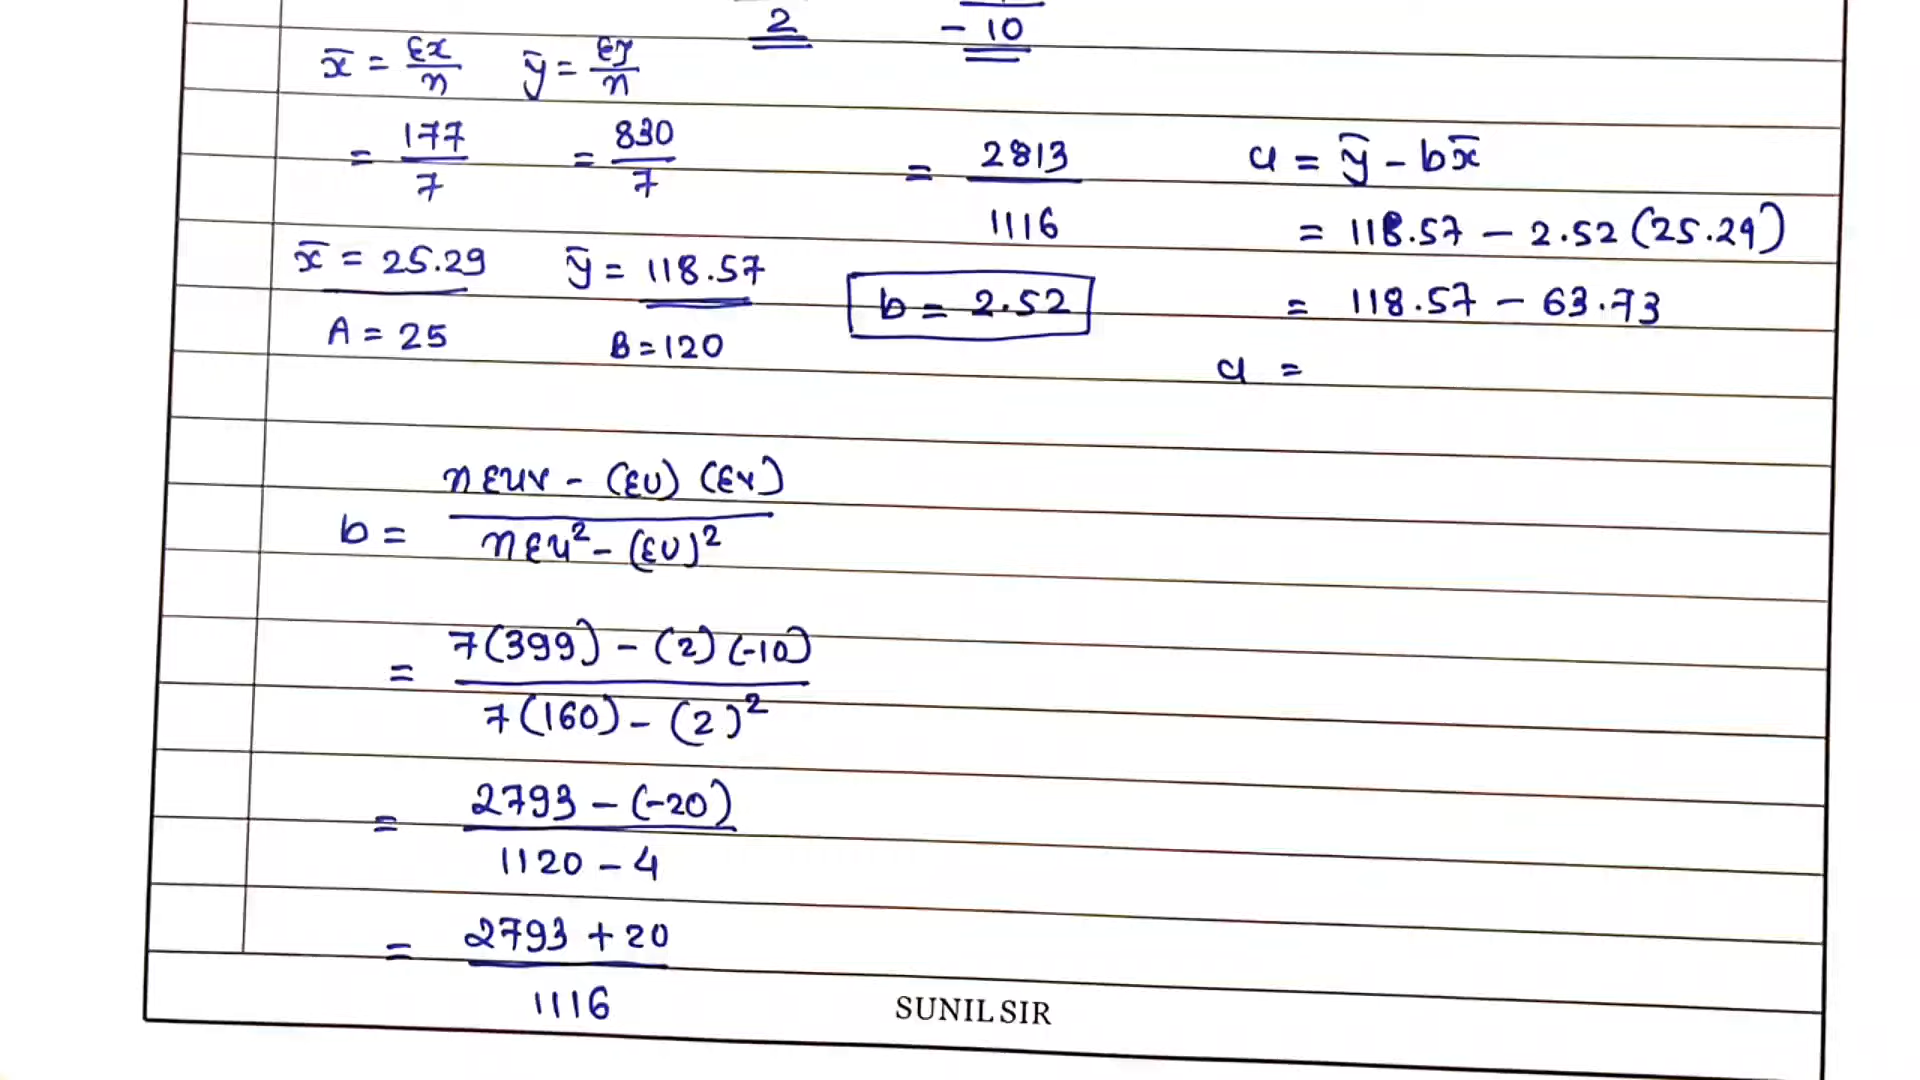 2 - 10
x̄ = Σx/n ȳ = Σy/n
= 177/7 = 830/7
x̄ = 25.29 ȳ = 118.57
A = 25 B = 120
b = nΣuv - (Σu) (Σv) / nΣu² - (Σu)²
= 7(399) - (2) (-10) / 7(160) - (2)²
= 2793 - (-20) / 1120 - 4
= 2793 + 20 / 1116
= 2813 / 1116
b = 2.52
a = ȳ - bx̄
= 118.57 - 2.52 (25.29)
= 118.57 - 63.73
a =
SUNIL SIR